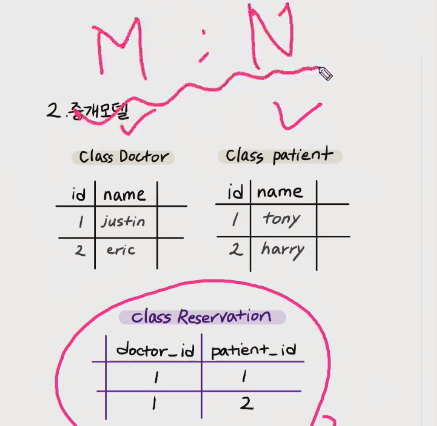 M : N
2. 중개모델
Class Doctor
Class patient
id name
1 justin
2 eric
id name
1 tony
2 harry
Class Reservation
doctor_id patient_id
1 1
1 2